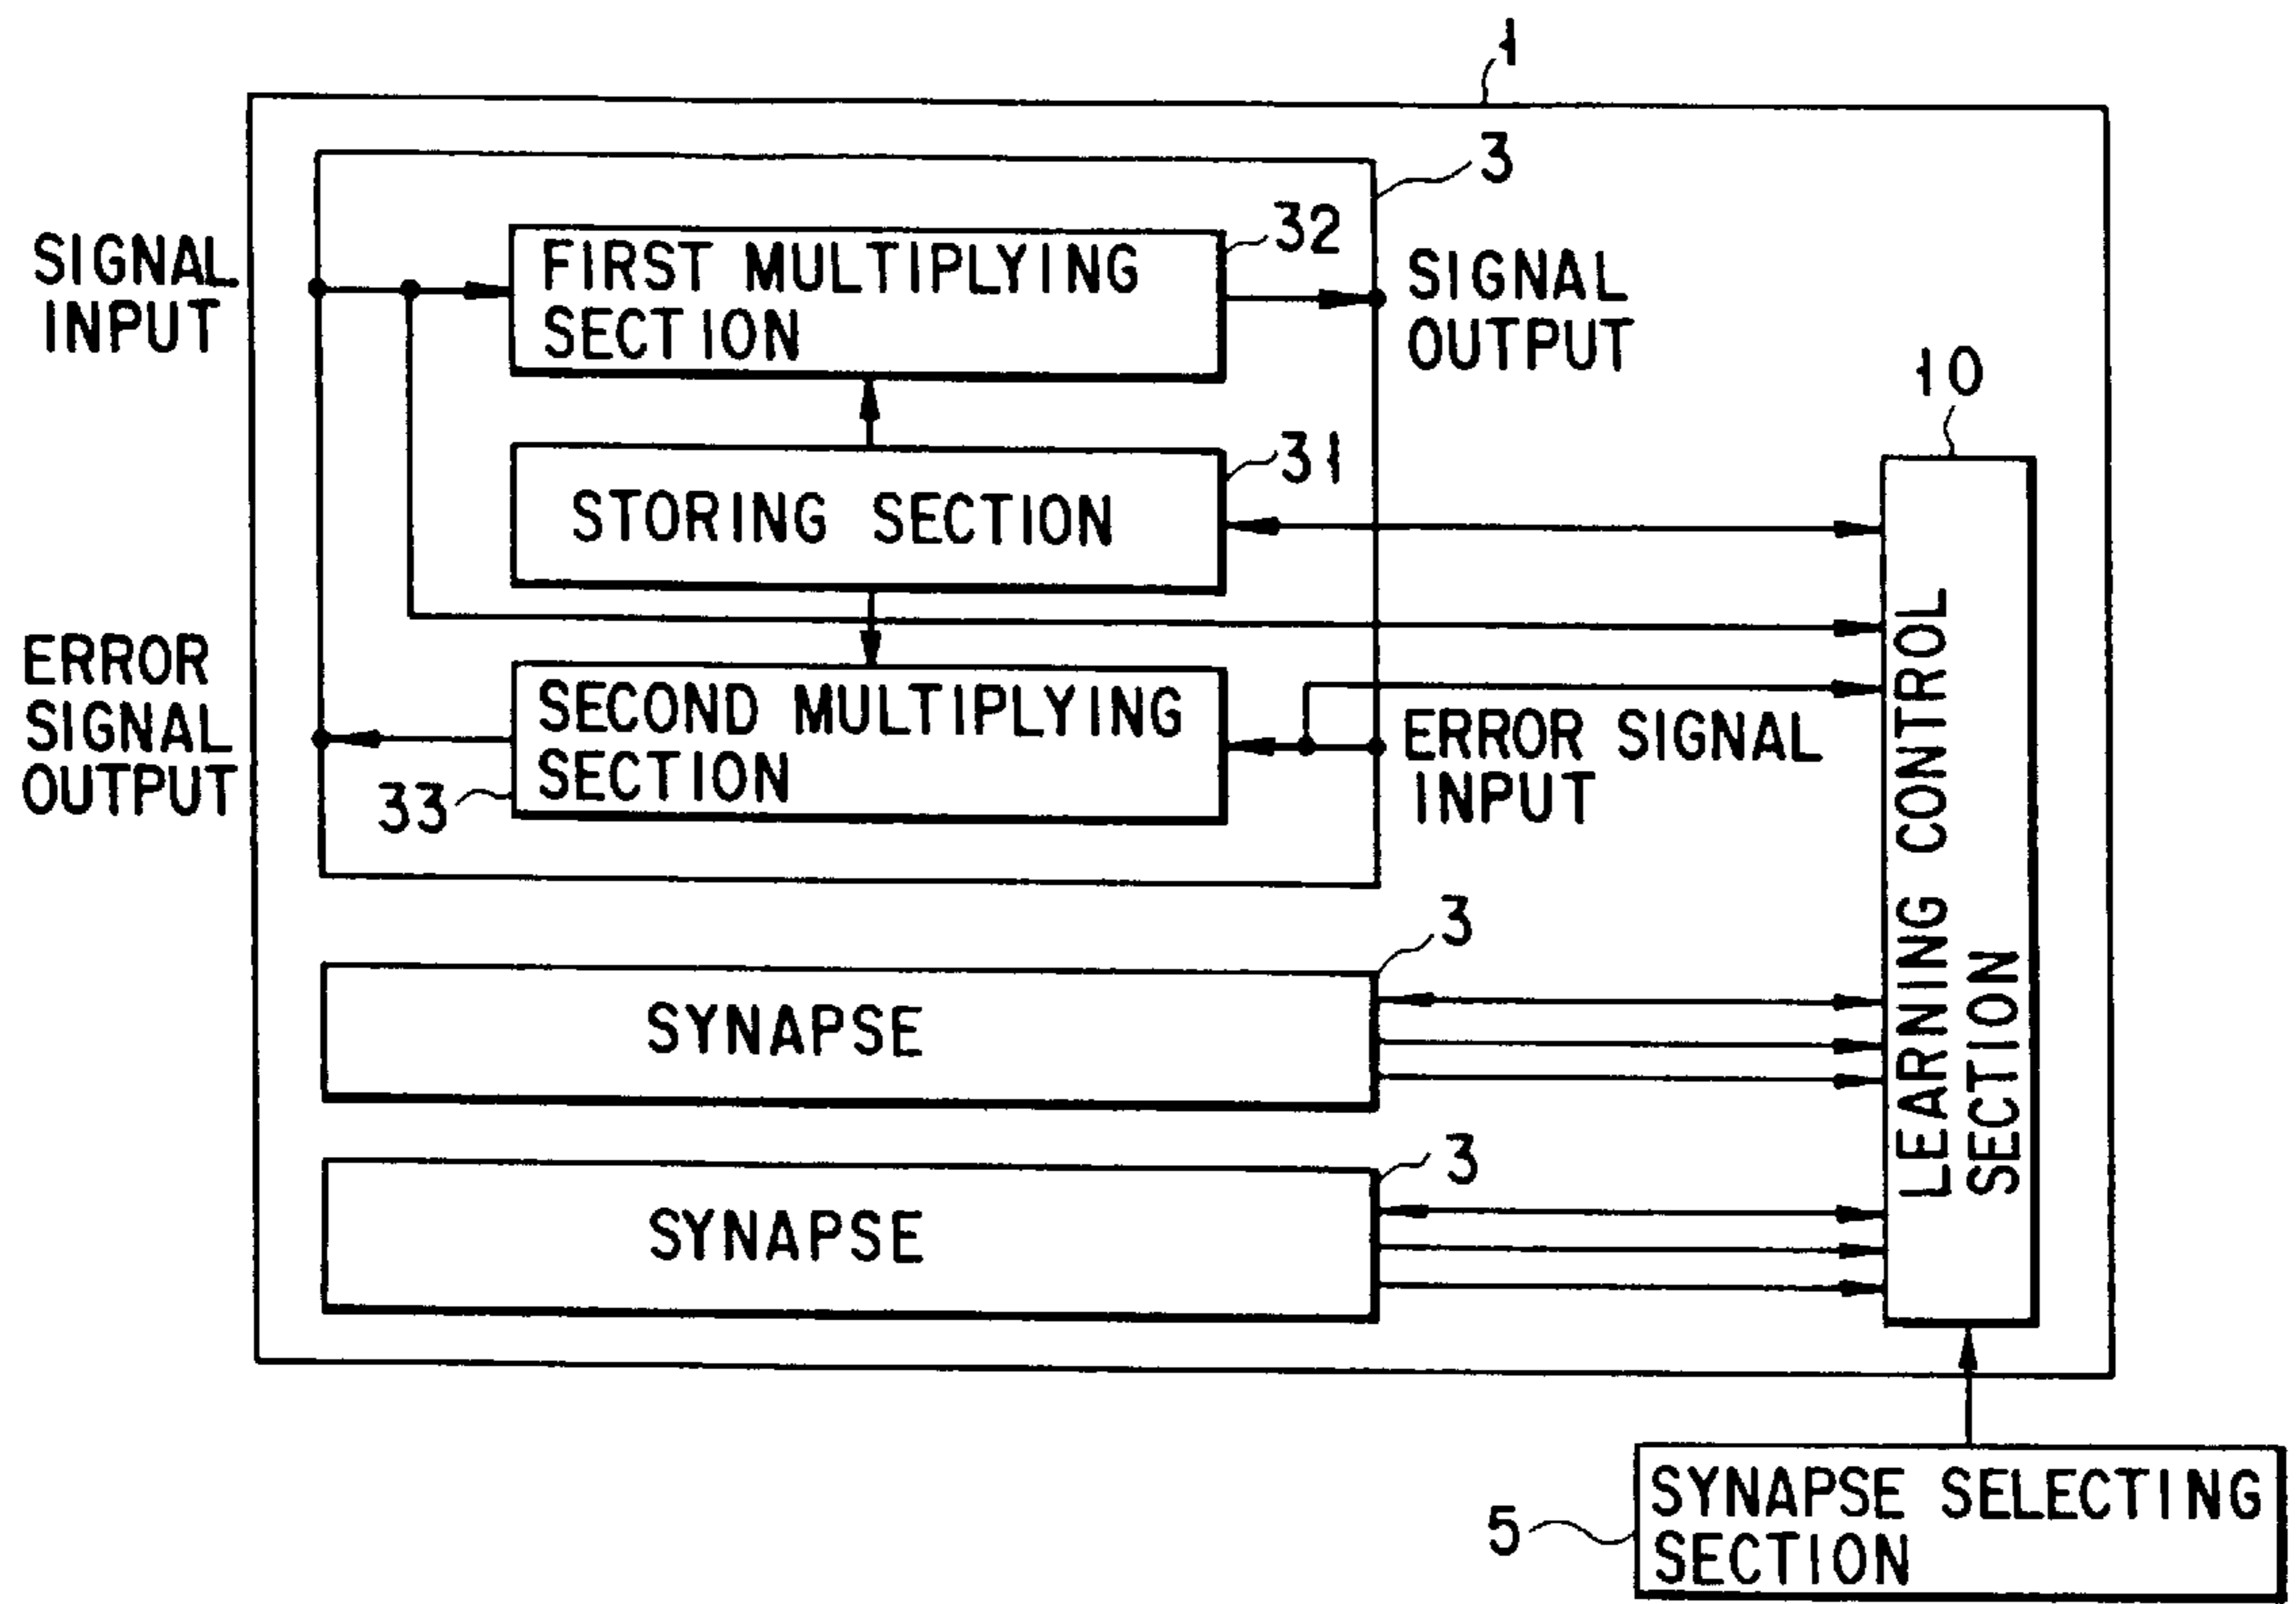 1
3
32
SIGNAL
INPUT
FIRST MULTIPLYING
SECTION
SIGNAL
OUTPUT
10
31
STORING SECTION
ERROR
SIGNAL
OUTPUT
SECOND MULTIPLYING
SECTION
33
ERROR SIGNAL
INPUT
LEARNING CONTROL
SECTION
3
SYNAPSE
3
SYNAPSE
5
SYNAPSE SELECTING
SECTION